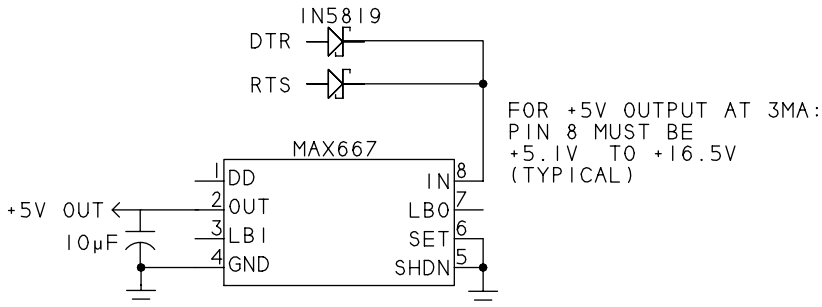 1N5819
DTR
RTS
FOR +5V OUTPUT AT 3MA:
PIN 8 MUST BE
+5.1V TO +16.5V
(TYPICAL)
MAX667
1 DD IN 8
+5V OUT 2 OUT LBO 7
10µF 3 LBI SET 6
4 GND SHDN 5